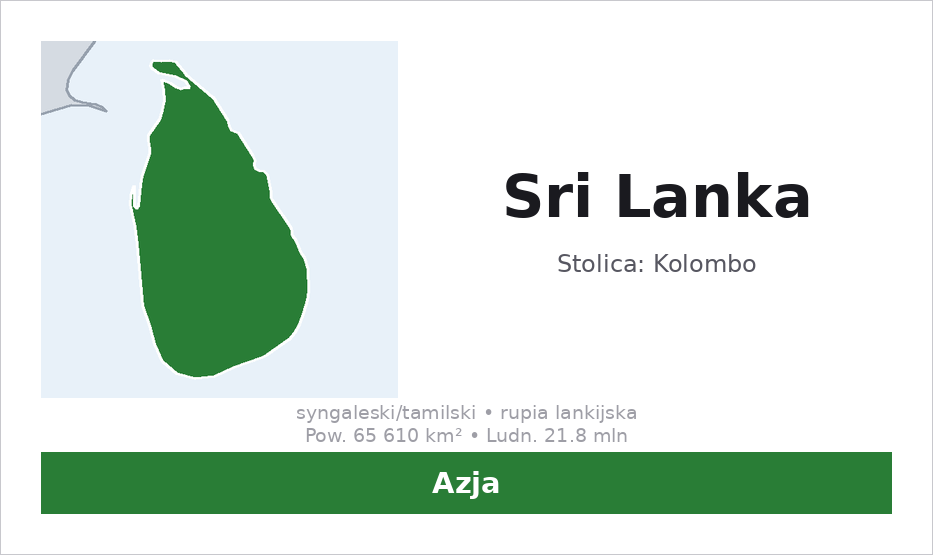 Sri Lanka
Stolica: Kolombo
syngaleski/tamilski • rupia lankijska
Pow. 65 610 km² • Ludn. 21.8 mln
Azja